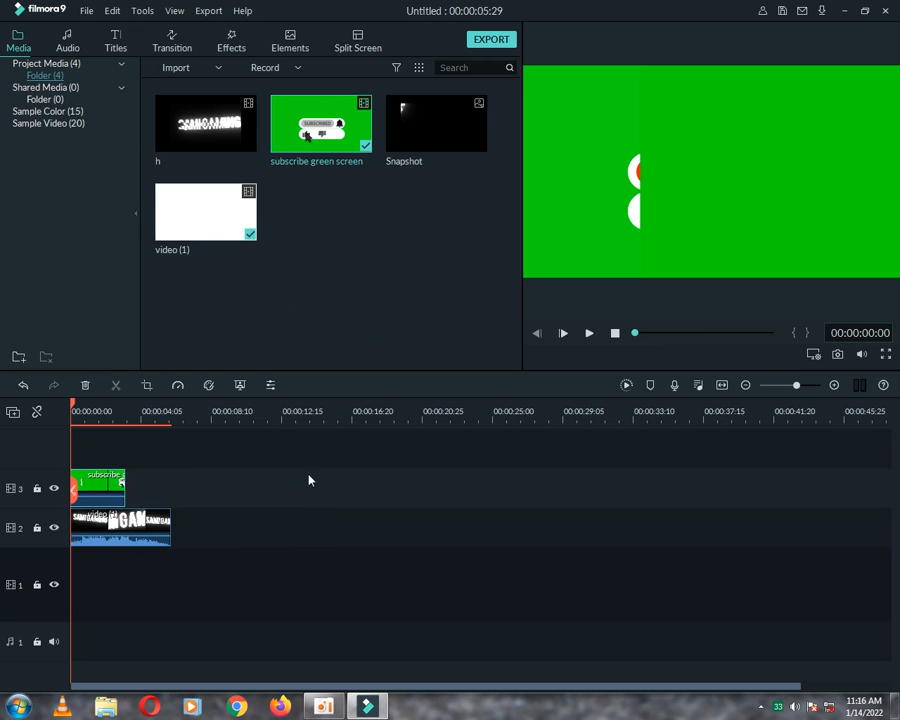 filmora9 File Edit Tools View Export Help Untitled : 00:00:05:29
Media Audio Titles Transition Effects Elements Split Screen EXPORT
Project Media (4)
Folder (4)
Shared Media (0)
Folder (0)
Sample Color (15)
Sample Video (20)
Import Record Search
SUBSCRIBED
h subscribe green screen Snapshot
video (1)
00:00:00:00
00:00:00:00 00:00:04:05 00:00:08:10 00:00:12:15 00:00:16:20 00:00:20:25 00:00:25:00 00:00:29:05 00:00:33:10 00:00:37:15 00:00:41:20 00:00:45:25
3 subscribe
2
1
1
33 11:16 AM
1/14/2022